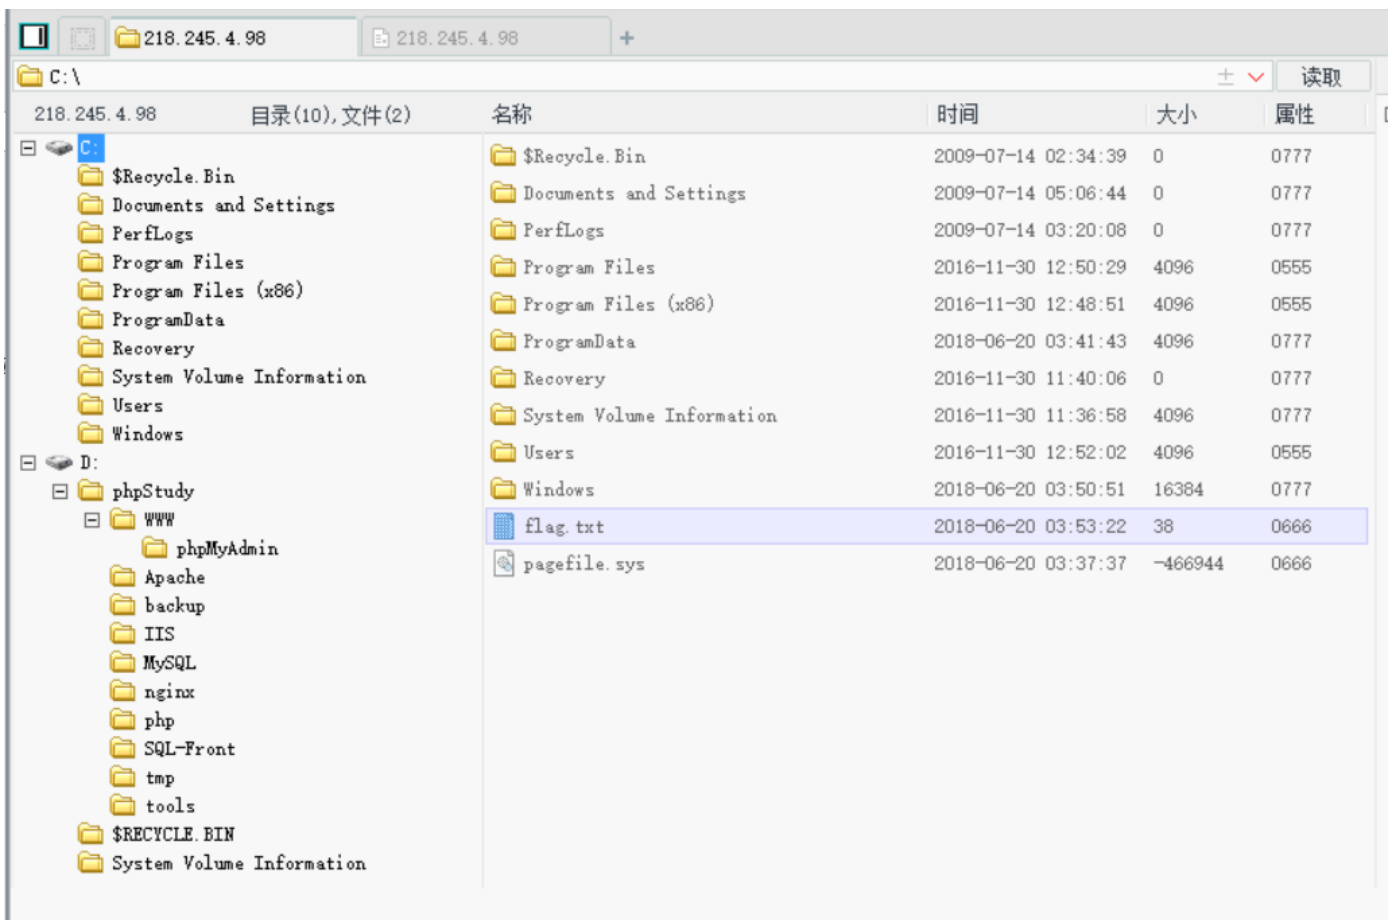 218.245.4.98 218.245.4.98 +
C:\ 读取
218.245.4.98 目录(10),文件(2) 名称 时间 大小 属性
C:
$Recycle.Bin
Documents and Settings
PerfLogs
Program Files
Program Files (x86)
ProgramData
Recovery
System Volume Information
Users
Windows
D:
phpStudy
WWW
phpMyAdmin
Apache
backup
IIS
MySQL
nginx
php
SQL-Front
tmp
tools
$RECYCLE.BIN
System Volume Information
$Recycle.Bin 2009-07-14 02:34:39 0 0777
Documents and Settings 2009-07-14 05:06:44 0 0777
PerfLogs 2009-07-14 03:20:08 0 0777
Program Files 2016-11-30 12:50:29 4096 0555
Program Files (x86) 2016-11-30 12:48:51 4096 0555
ProgramData 2018-06-20 03:41:43 4096 0777
Recovery 2016-11-30 11:40:06 0 0777
System Volume Information 2016-11-30 11:36:58 4096 0777
Users 2016-11-30 12:52:02 4096 0555
Windows 2018-06-20 03:50:51 16384 0777
flag.txt 2018-06-20 03:53:22 38 0666
pagefile.sys 2018-06-20 03:37:37 -466944 0666